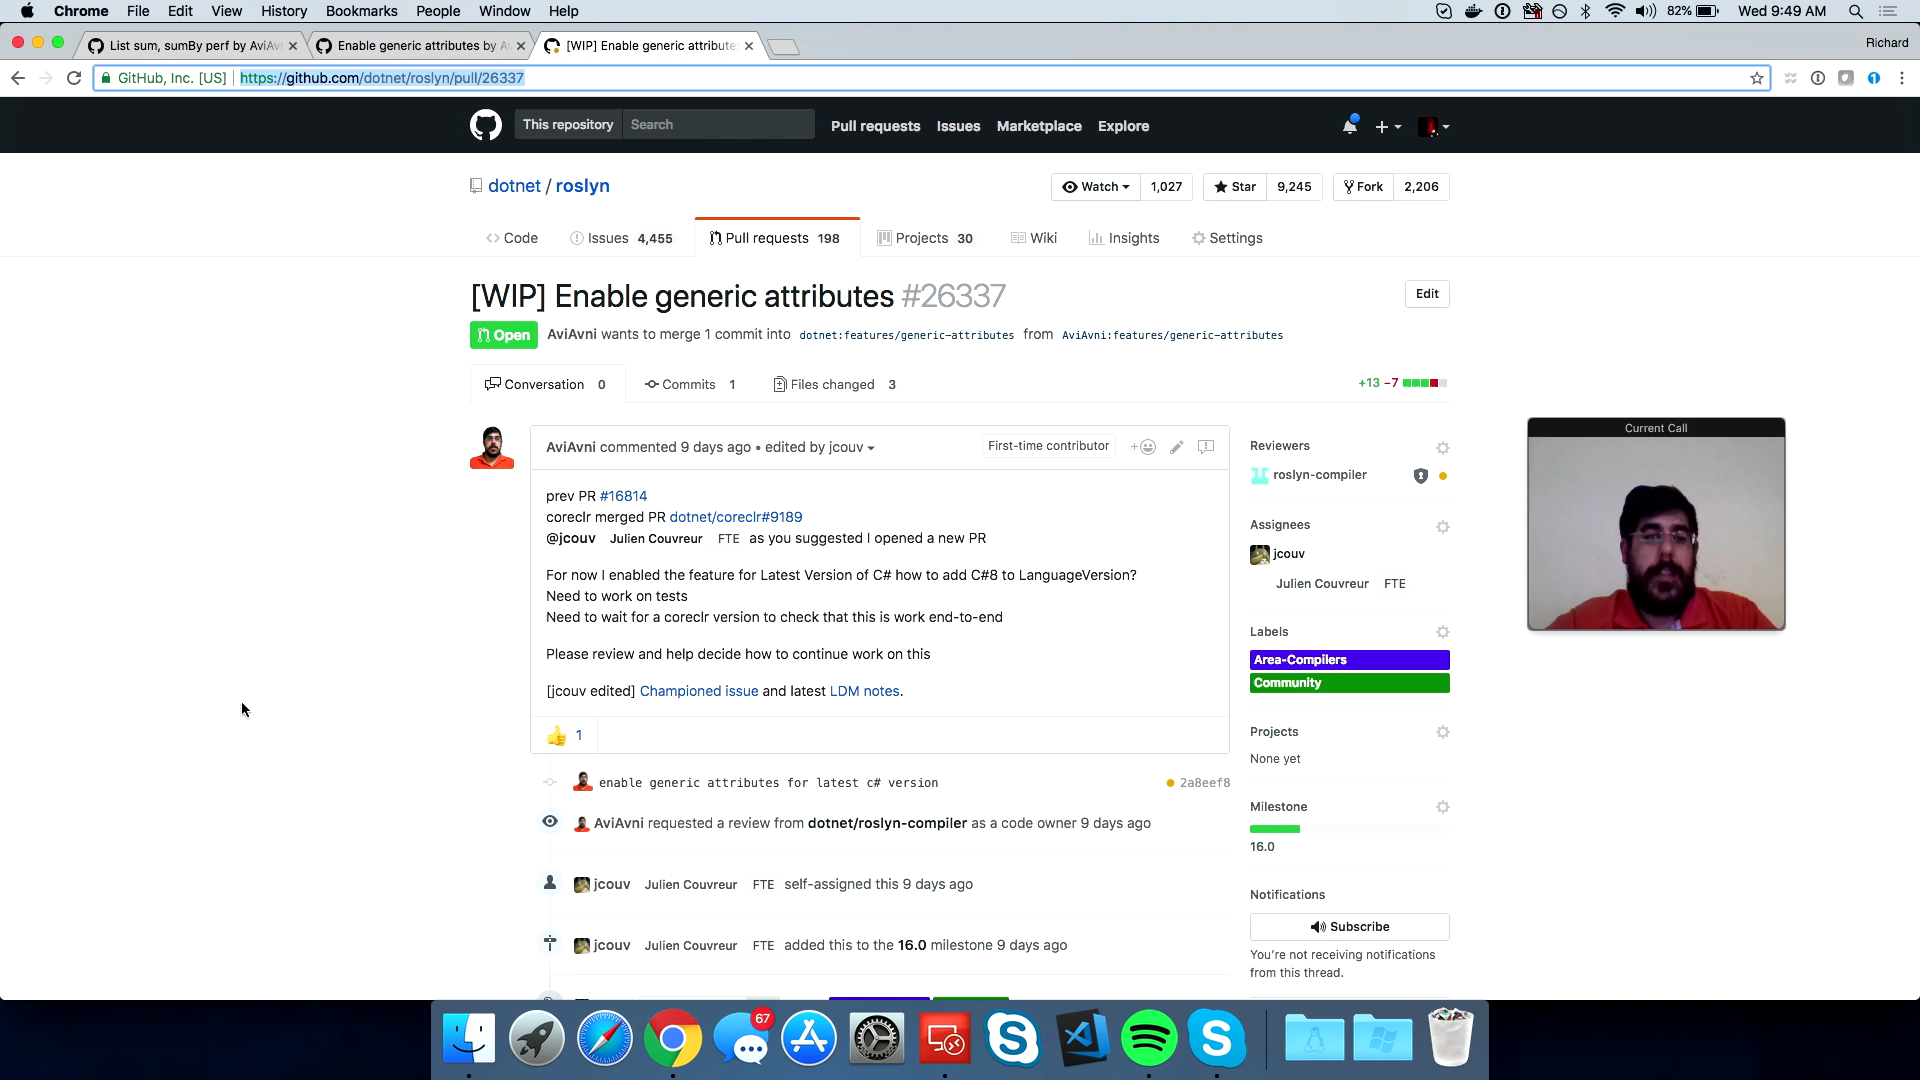 Chrome File Edit View History Bookmarks People Window Help
82% Wed 9:49 AM
List sum, sumBy perf by AviAv
Enable generic attributes by A
[WIP] Enable generic attribute
Richard
GitHub, Inc. [US] https://github.com/dotnet/roslyn/pull/26337
This repository Search Pull requests Issues Marketplace Explore
dotnet / roslyn
Watch 1,027 Star 9,245 Fork 2,206
Code Issues 4,455 Pull requests 198 Projects 30 Wiki Insights Settings
[WIP] Enable generic attributes #26337
Edit
Open AviAvni wants to merge 1 commit into dotnet:features/generic-attributes from AviAvni:features/generic-attributes
Conversation 0 Commits 1 Files changed 3
+13 −7
AviAvni commented 9 days ago • edited by jcouv
First-time contributor
prev PR #16814
coreclr merged PR dotnet/coreclr#9189
@jcouv Julien Couvreur FTE as you suggested I opened a new PR
For now I enabled the feature for Latest Version of C# how to add C#8 to LanguageVersion?
Need to work on tests
Need to wait for a coreclr version to check that this is work end-to-end
Please review and help decide how to continue work on this
[jcouv edited] Championed issue and latest LDM notes.
1
enable generic attributes for latest c# version
2a8eef8
AviAvni requested a review from dotnet/roslyn-compiler as a code owner 9 days ago
jcouv Julien Couvreur FTE self-assigned this 9 days ago
jcouv Julien Couvreur FTE added this to the 16.0 milestone 9 days ago
Reviewers
roslyn-compiler
Assignees
jcouv
Julien Couvreur FTE
Labels
Area-Compilers
Community
Projects
None yet
Milestone
16.0
Notifications
Subscribe
You're not receiving notifications
from this thread.
Current Call
67